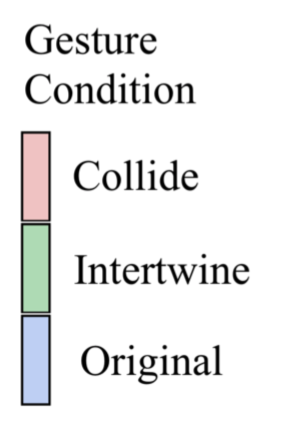 Gesture
Condition
Collide
Intertwine
Original